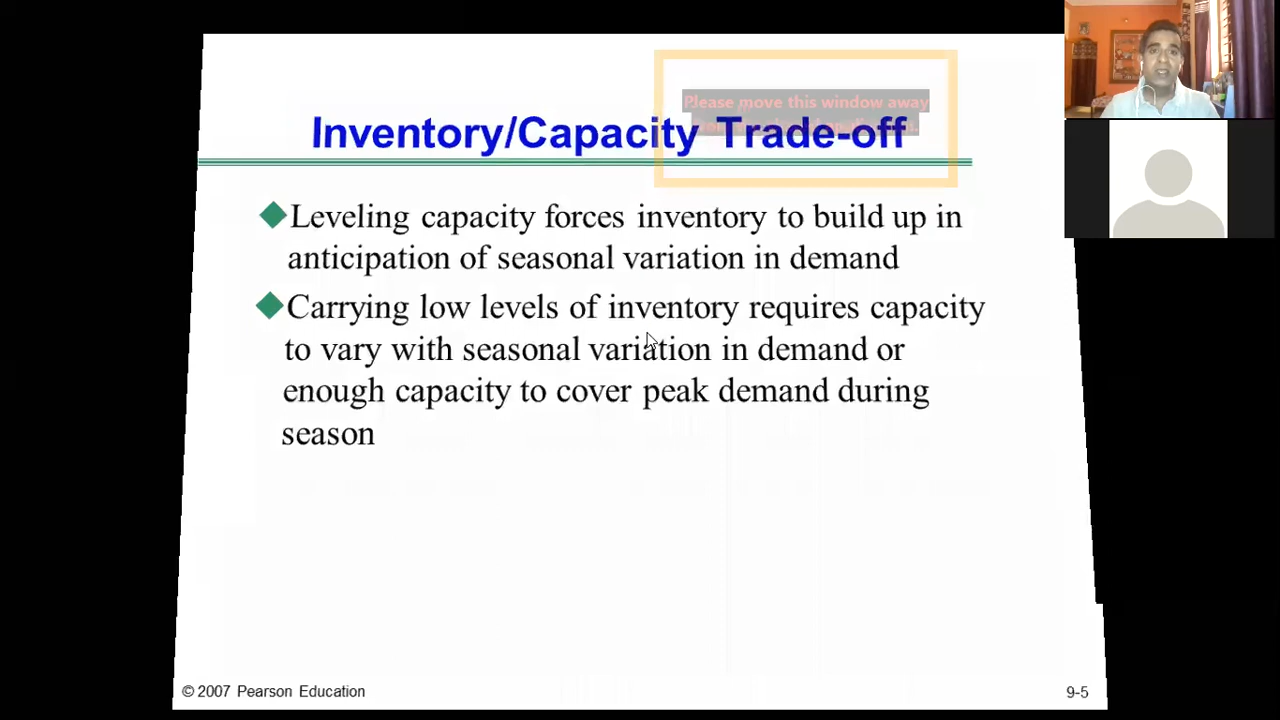 Please move this window away
Inventory/Capacity Trade-off
Leveling capacity forces inventory to build up in
anticipation of seasonal variation in demand
Carrying low levels of inventory requires capacity
to vary with seasonal variation in demand or
enough capacity to cover peak demand during
season
© 2007 Pearson Education
9-5